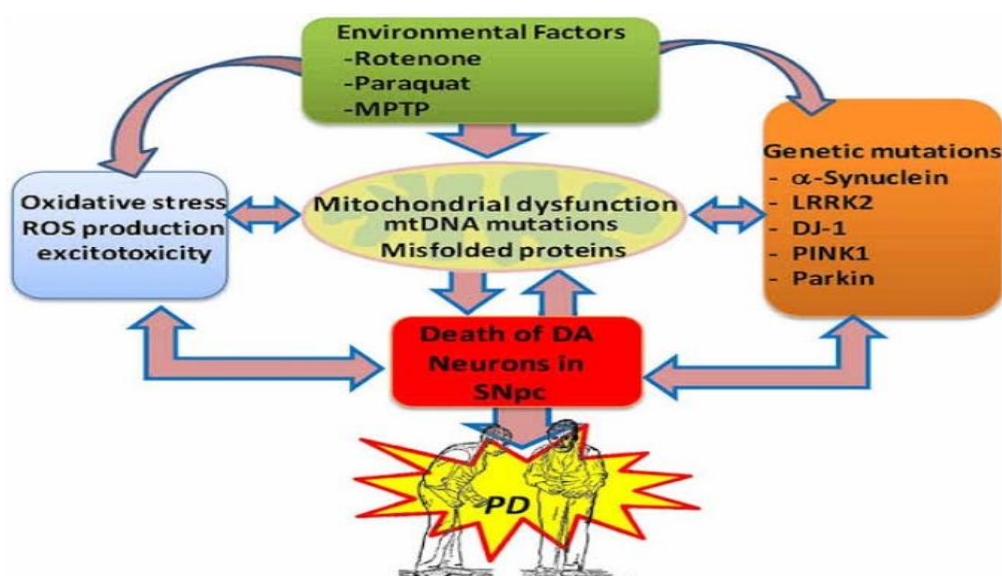 Environmental Factors
-Rotenone
-Paraquat
-MPTP
Oxidative stress
ROS production
excitotoxicity
Mitochondrial dysfunction
mtDNA mutations
Misfolded proteins
Genetic mutations
- α-Synuclein
- LRRK2
- DJ-1
- PINK1
- Parkin
Death of DA
Neurons in
SNpc
PD